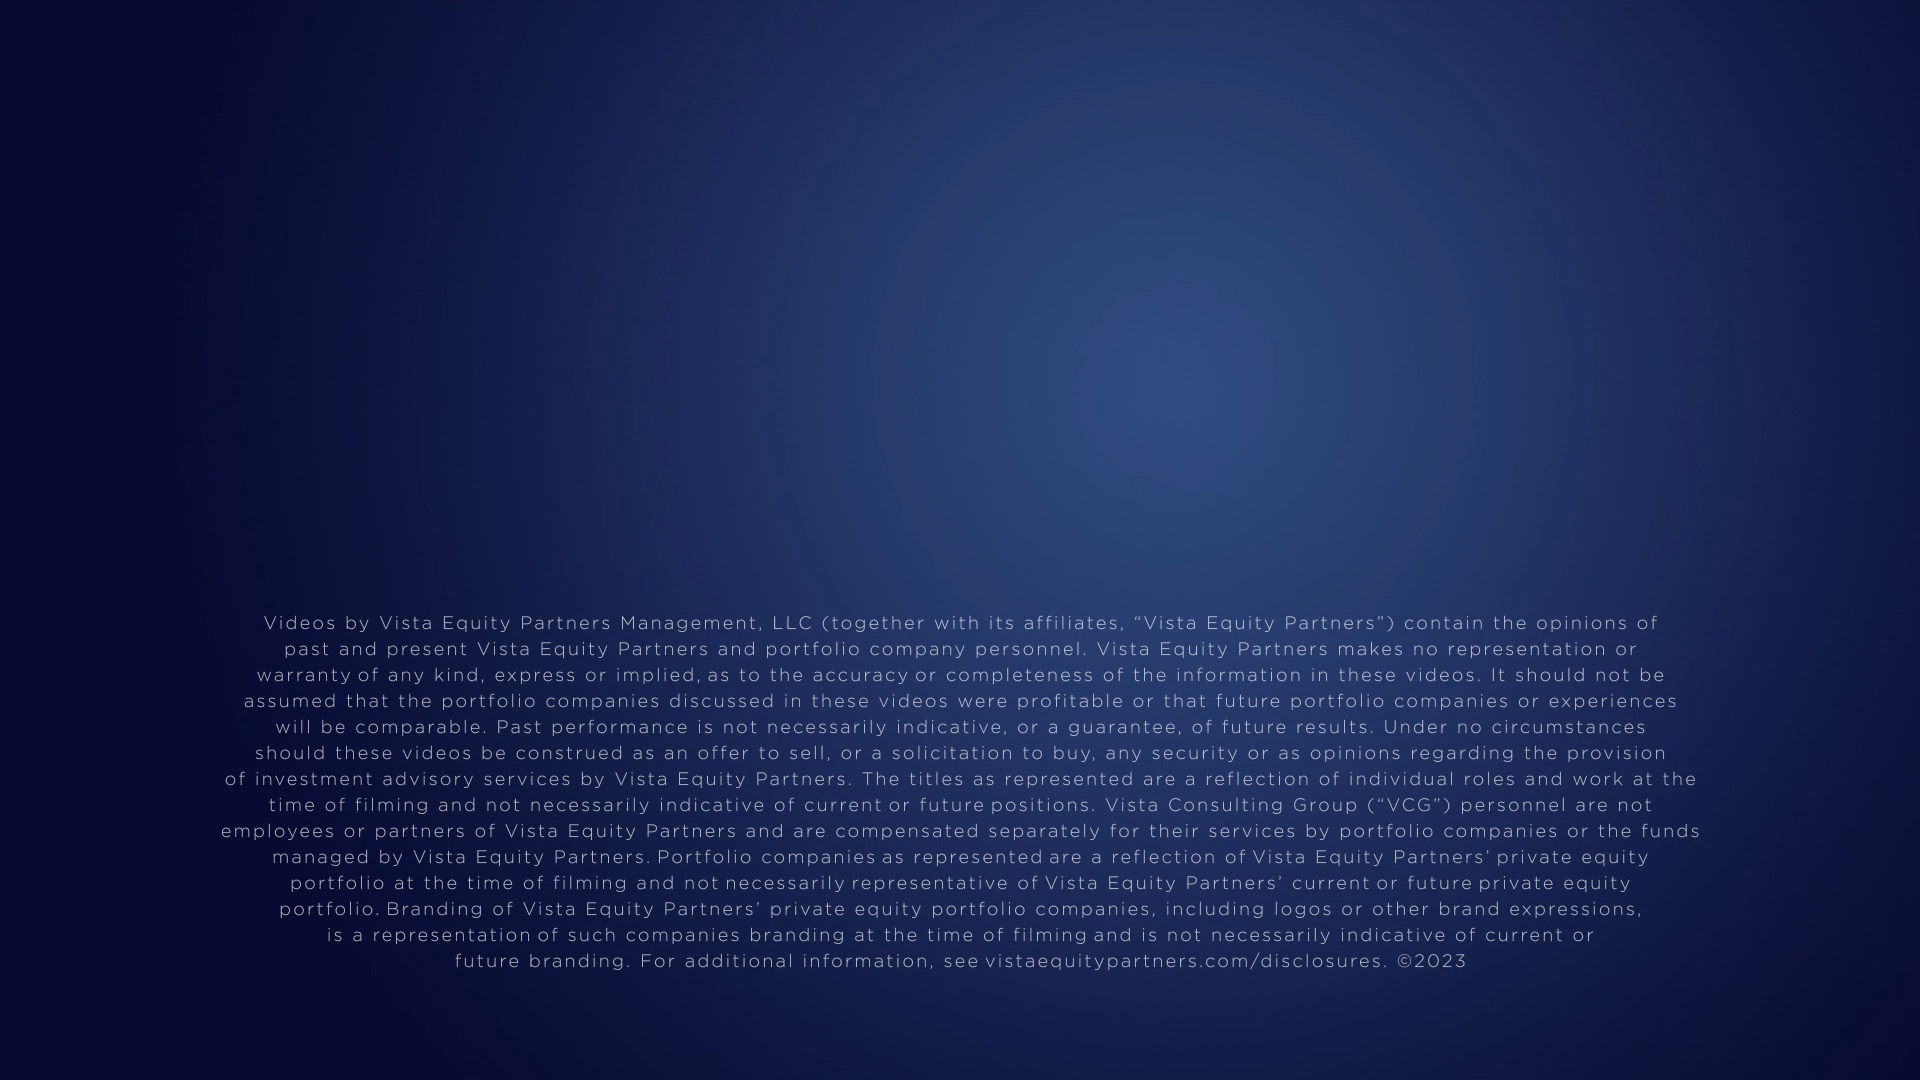 Videos by Vista Equity Partners Management, LLC (together with its affiliates, “Vista Equity Partners”) contain the opinions of
past and present Vista Equity Partners and portfolio company personnel. Vista Equity Partners makes no representation or
warranty of any kind, express or implied, as to the accuracy or completeness of the information in these videos. It should not be
assumed that the portfolio companies discussed in these videos were profitable or that future portfolio companies or experiences
will be comparable. Past performance is not necessarily indicative, or a guarantee, of future results. Under no circumstances
should these videos be construed as an offer to sell, or a solicitation to buy, any security or as opinions regarding the provision
of investment advisory services by Vista Equity Partners. The titles as represented are a reflection of individual roles and work at the
time of filming and not necessarily indicative of current or future positions. Vista Consulting Group (“VCG”) personnel are not
employees or partners of Vista Equity Partners and are compensated separately for their services by portfolio companies or the funds
managed by Vista Equity Partners. Portfolio companies as represented are a reflection of Vista Equity Partners’ private equity
portfolio at the time of filming and not necessarily representative of Vista Equity Partners’ current or future private equity
portfolio. Branding of Vista Equity Partners’ private equity portfolio companies, including logos or other brand expressions,
is a representation of such companies branding at the time of filming and is not necessarily indicative of current or
future branding. For additional information, see vistaequitypartners.com/disclosures. ©2023